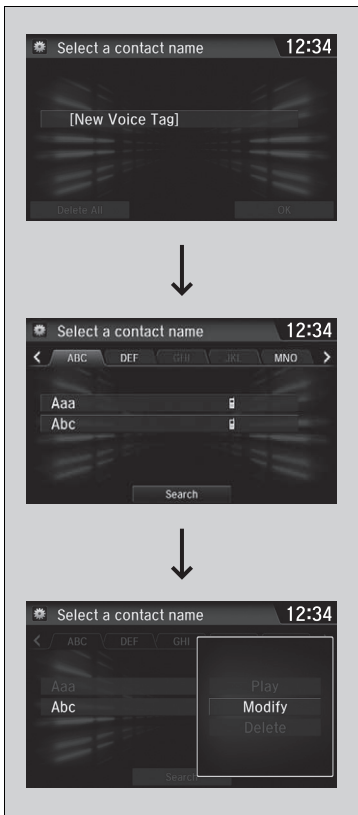 Select a contact name 12:34
[New Voice Tag]
Delete All OK
Select a contact name 12:34
ABC DEF GHI JKL MNO
Aaa
Abc
Search
Select a contact name 12:34
ABC DEF GHI
Aaa Play
Abc Modify
Delete
Search